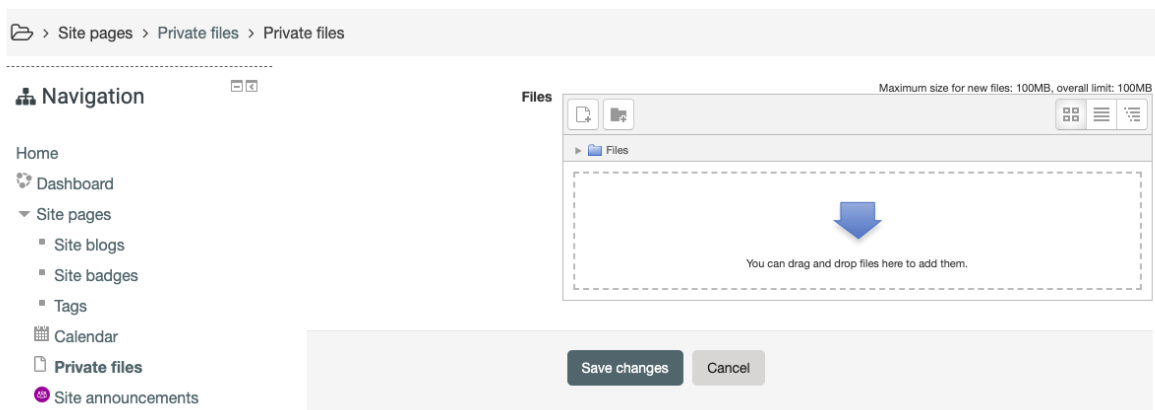 > Site pages > Private files > Private files
Navigation
Home
Dashboard
Site pages
Site blogs
Site badges
Tags
Calendar
Private files
Site announcements
Maximum size for new files: 100MB, overall limit: 100MB
Files
Files
You can drag and drop files here to add them.
Save changes
Cancel